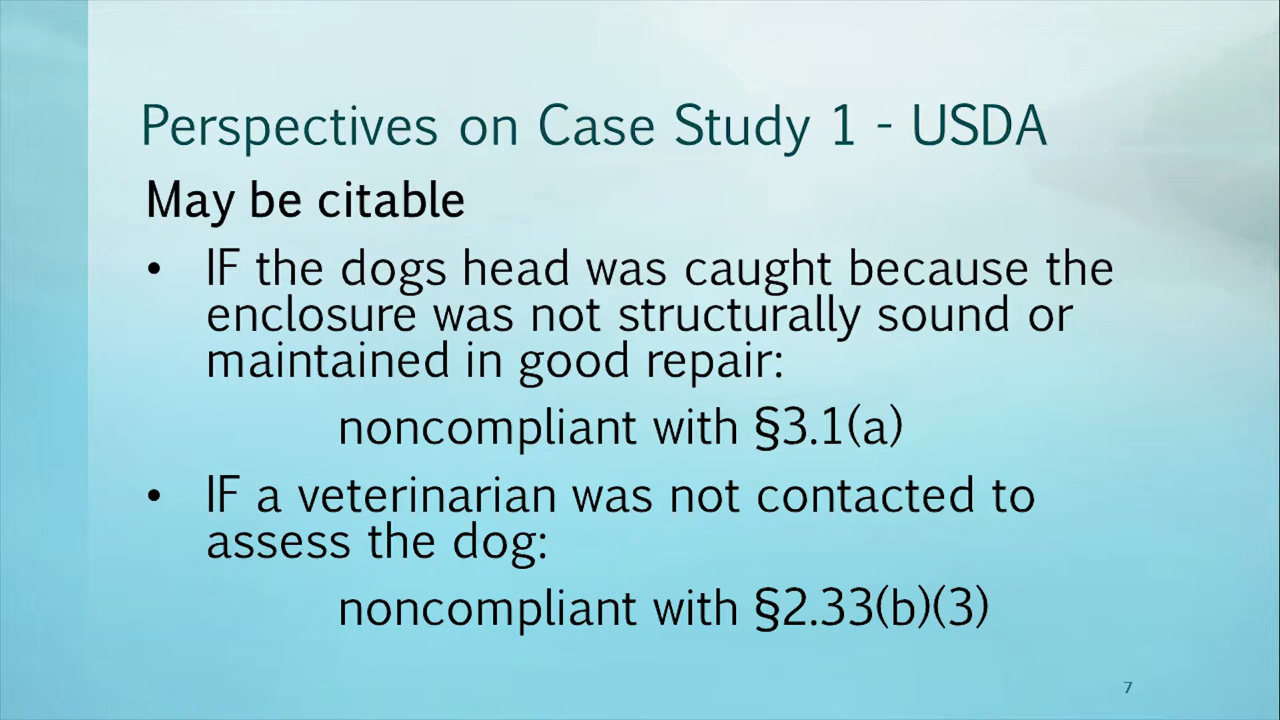 Perspectives on Case Study 1 - USDA
May be citable
• IF the dogs head was caught because the
enclosure was not structurally sound or
maintained in good repair:
noncompliant with §3.1(a)
• IF a veterinarian was not contacted to
assess the dog:
noncompliant with §2.33(b)(3)
7